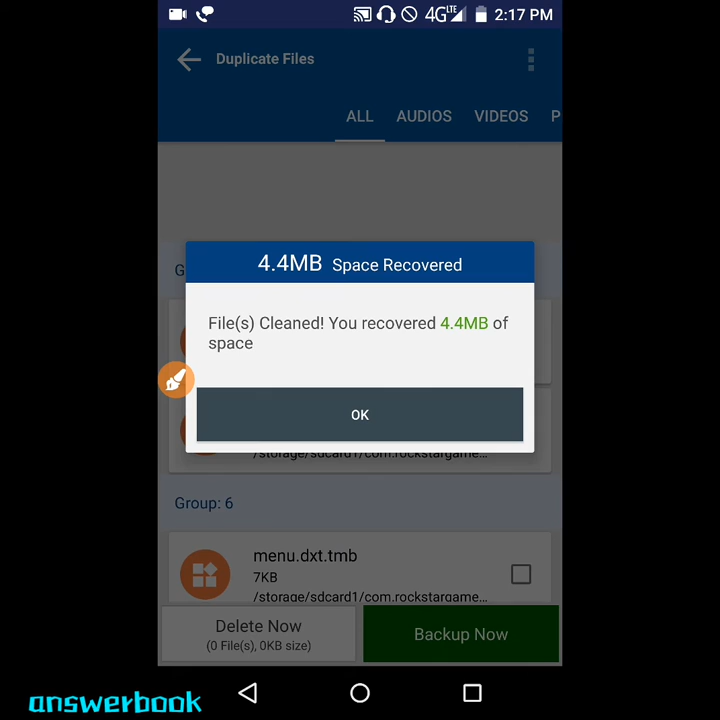 4G LTE 2:17 PM
Duplicate Files
ALL AUDIOS VIDEOS P
G
4.4MB Space Recovered
File(s) Cleaned! You recovered 4.4MB of
space
OK
/storage/sdcard1/com.rockstargame...
Group: 6
menu.dxt.tmb
7KB
/storage/sdcard1/com.rockstargame...
Delete Now
(0 File(s), 0KB size)
Backup Now
answerbook